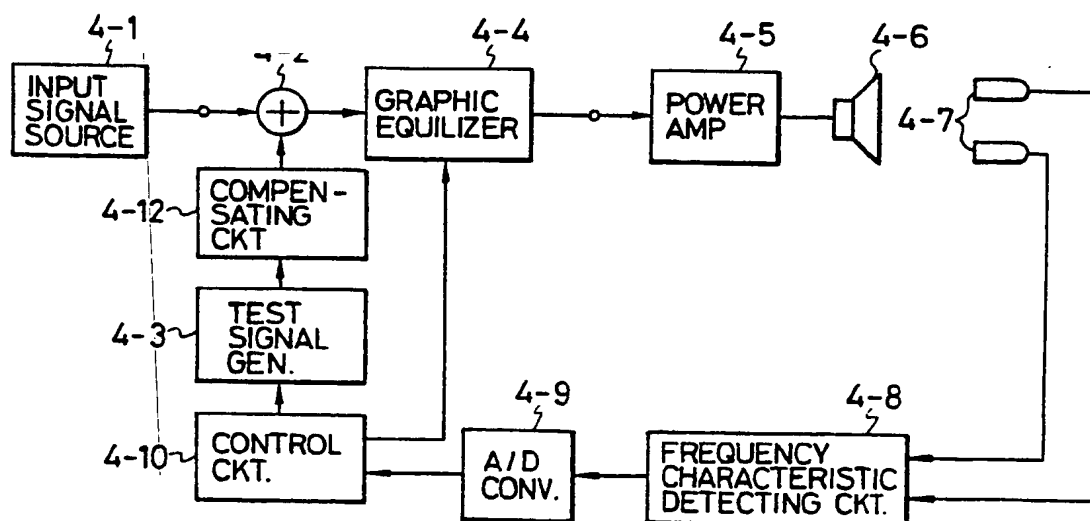 4-1
INPUT
SIGNAL
SOURCE
4-4
GRAPHIC
EQUILIZER
4-5
POWER
AMP
4-6
4-7
4-12
COMPEN-
SATING
CKT
4-3
TEST
SIGNAL
GEN.
4-10
CONTROL
CKT.
4-9
A/D
CONV.
4-8
FREQUENCY
CHARACTERISTIC
DETECTING CKT.